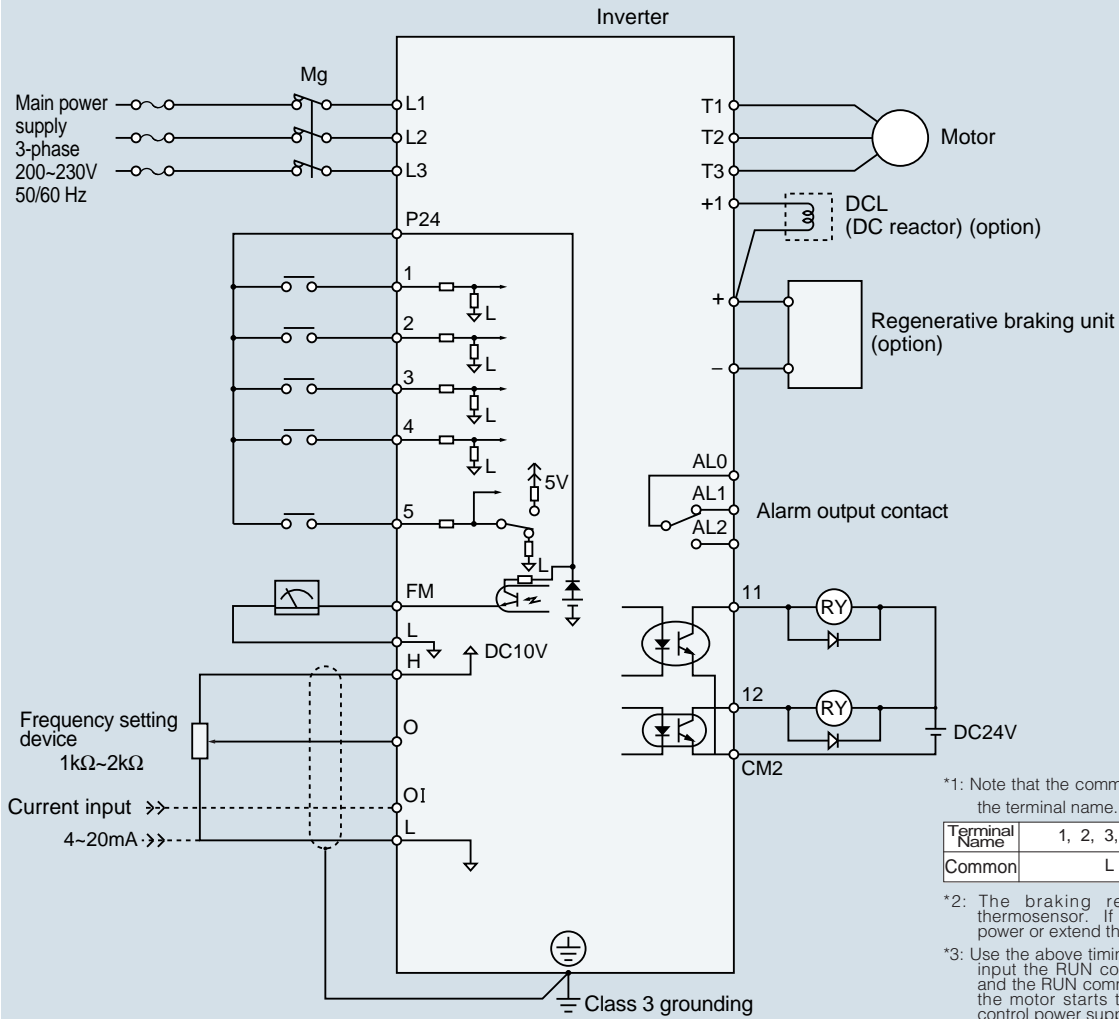 Inverter
Mg
Main power
supply
3-phase
200~230V
50/60 Hz
L1
L2
L3
T1
T2
T3
Motor
+1
DCL
(DC reactor) (option)
P24
1
L
2
L
3
L
4
L
5
5V
L
+
Regenerative braking unit
(option)
–
AL0
AL1
AL2
Alarm output contact
FM
L
H
DC10V
11
RY
12
RY
DC24V
CM2
Frequency setting
device
1kΩ~2kΩ
O
Current input
OI
4~20mA
L
Class 3 grounding
*1: Note that the comm
the terminal name.
Terminal Name 1, 2, 3,
Common L
*2: The braking re
thermosensor. If
power or extend th
*3: Use the above timin
input the RUN co
and the RUN comm
the motor starts t
control power supp